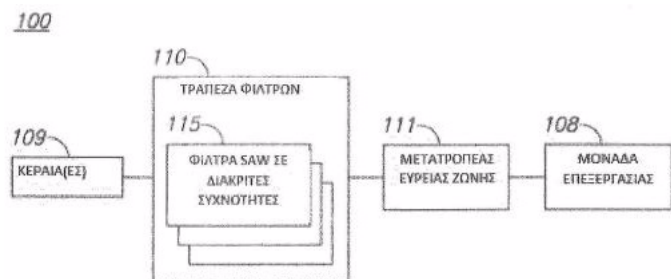 100
110
ΤΡΑΠΕΖΑ ΦΙΛΤΡΩΝ
109
ΚΕΡΑΙΑ(ΕΣ)
115
ΦΙΛΤΡΑ SAW ΣΕ
ΔΙΑΚΡΙΤΕΣ
ΣΥΧΝΟΤΗΤΕΣ
111
ΜΕΤΑΤΡΟΠΕΑΣ
ΕΥΡΕΙΑΣ ΖΩΝΗΣ
108
ΜΟΝΑΔΑ
ΕΠΕΞΕΡΓΑΣΙΑΣ